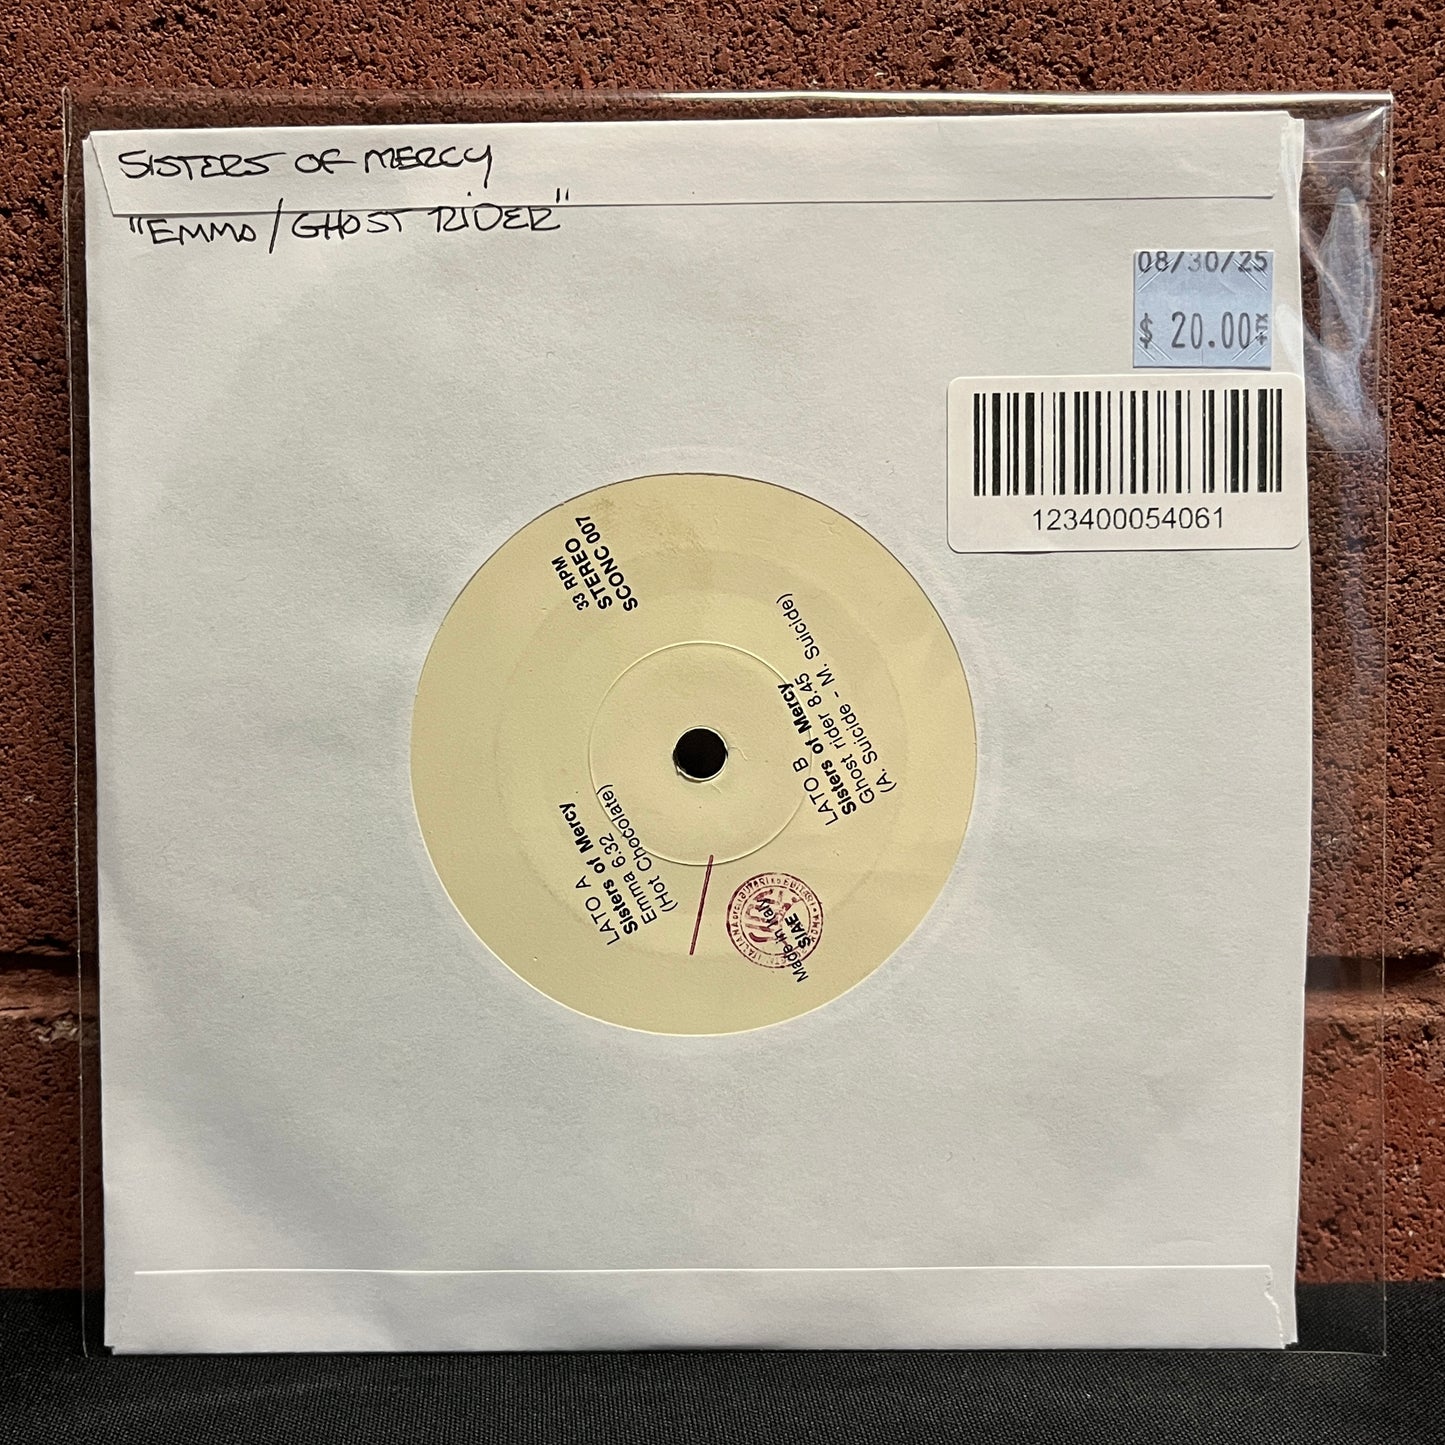 SISTERS OF MERCY
"EMMA / GHOST RIDER"
08/30/25
$ 20.00
123400054061
33 RPM
STEREO
SCONC 007
LATO A
Sisters of Mercy
Emma 6.32
(Hot Chocolate)
LATO B
Sisters of Mercy
Ghost rider 8.45
(A. Suicide - M. Suicide)
Made in Italy
SIAE